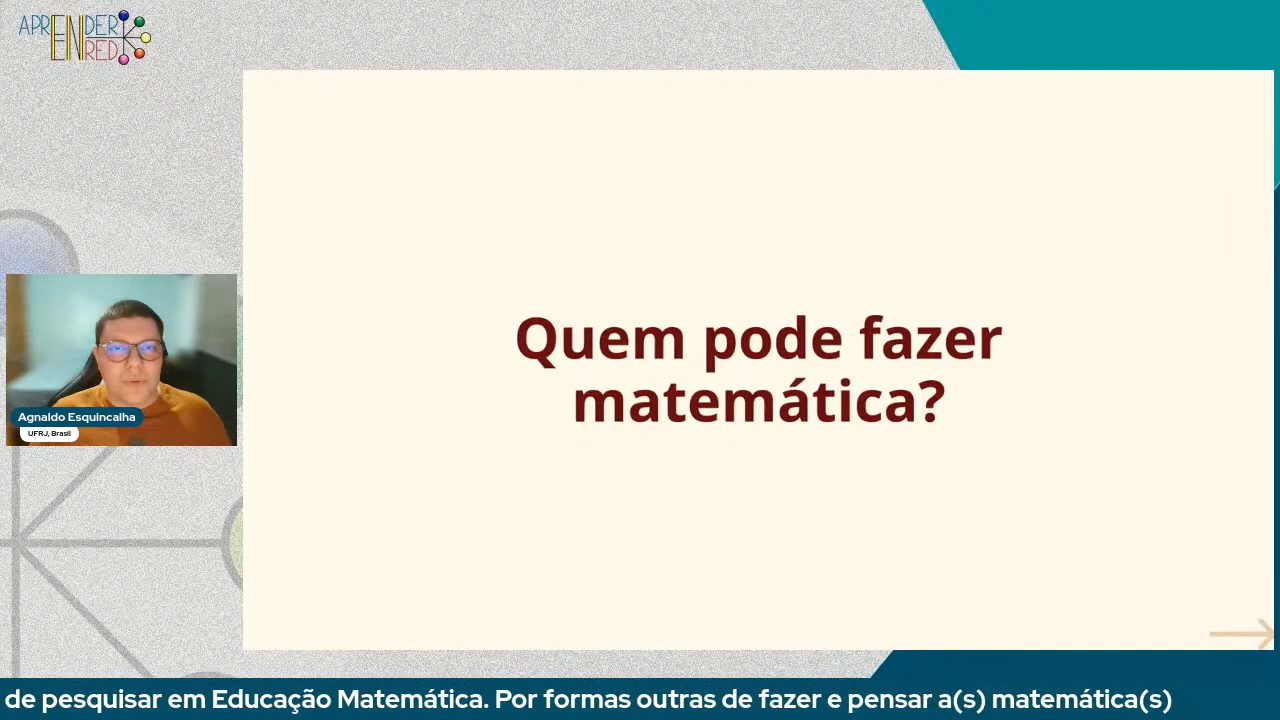 APRENDER
EN RED
Quem pode fazer
matemática?
Agnaldo Esquincalha
UFRJ, Brasil
de pesquisar em Educação Matemática. Por formas outras de fazer e pensar a(s) matemática(s)